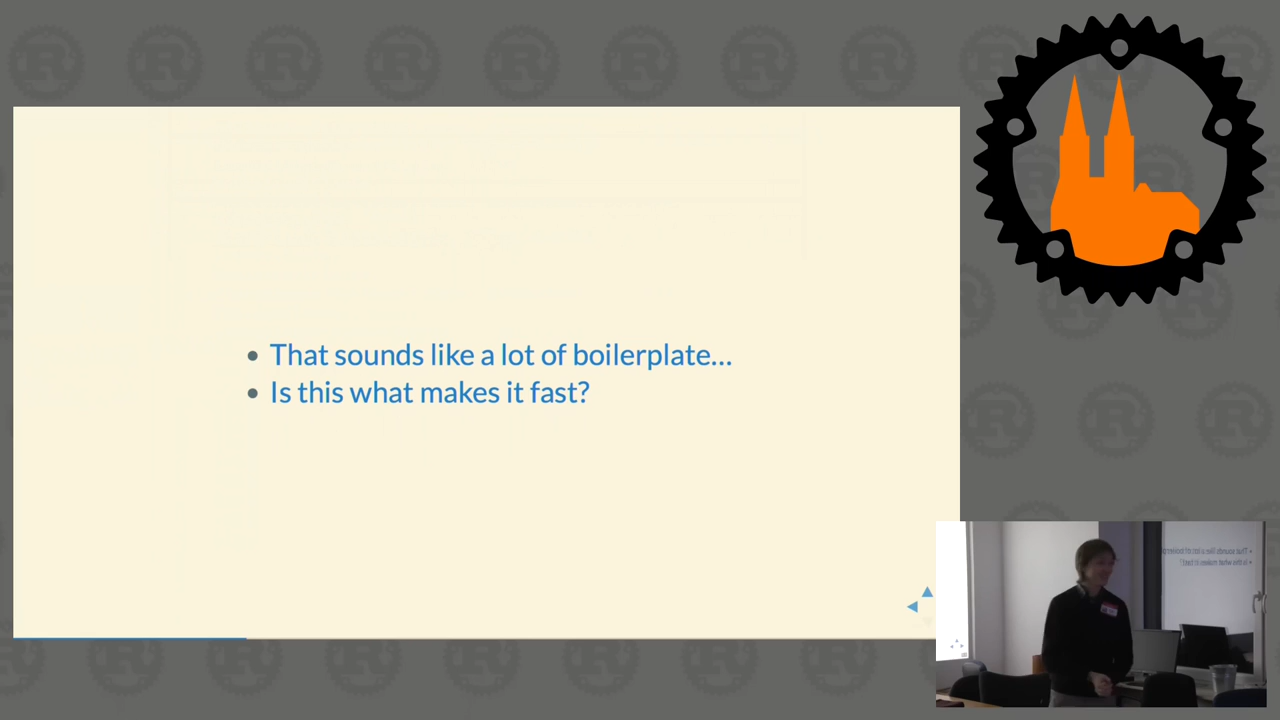 That sounds like a lot of boilerplate...
Is this what makes it fast?